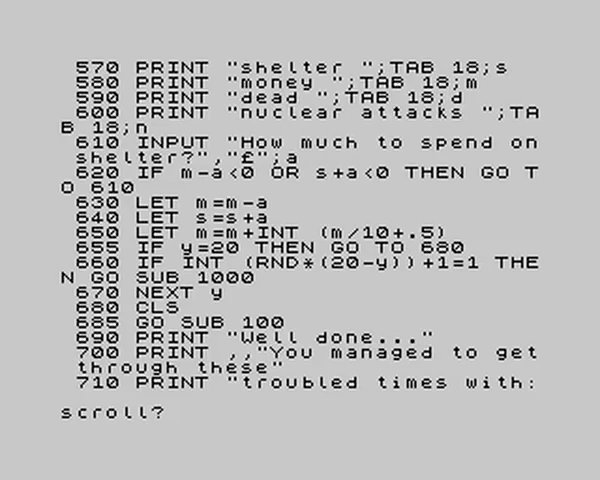 570 PRINT "shelter ";TAB 18;s
580 PRINT "money ";TAB 18;m
590 PRINT "dead ";TAB 18;d
600 PRINT "nuclear attacks ";TA
B 18;n
610 INPUT "How much to spend on
shelter?","£";a
620 IF m-a<0 OR s+a<0 THEN GO T
O 610
630 LET m=m-a
640 LET s=s+a
650 LET m=m+INT (m/10+.5)
655 IF y=20 THEN GO TO 680
660 IF INT (RND*(20-y))+1=1 THE
N GO SUB 1000
670 NEXT y
680 CLS
685 GO SUB 100
690 PRINT "Well done..."
700 PRINT ,,"You managed to get
through these"
710 PRINT "troubled times with:
scroll?